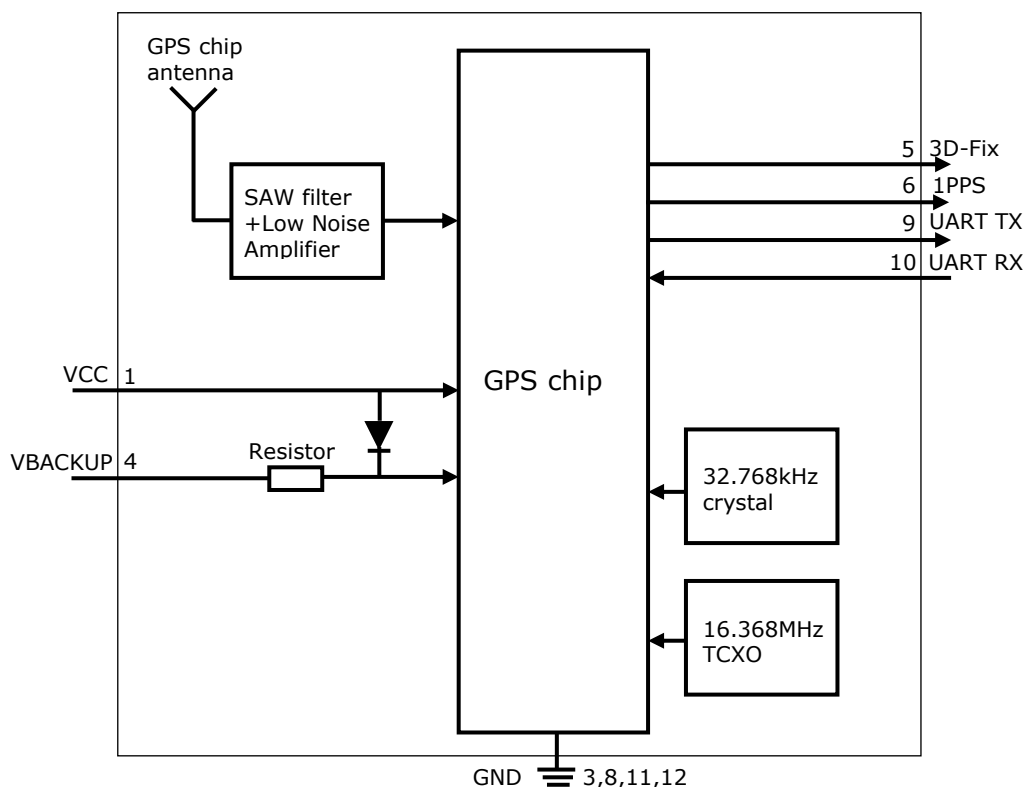 GPS chip
antenna
SAW filter
+Low Noise
Amplifier
5 3D-Fix
6 1PPS
9 UART TX
10 UART RX
VCC 1
GPS chip
VBACKUP 4
Resistor
32.768kHz
crystal
16.368MHz
TCXO
GND 3,8,11,12